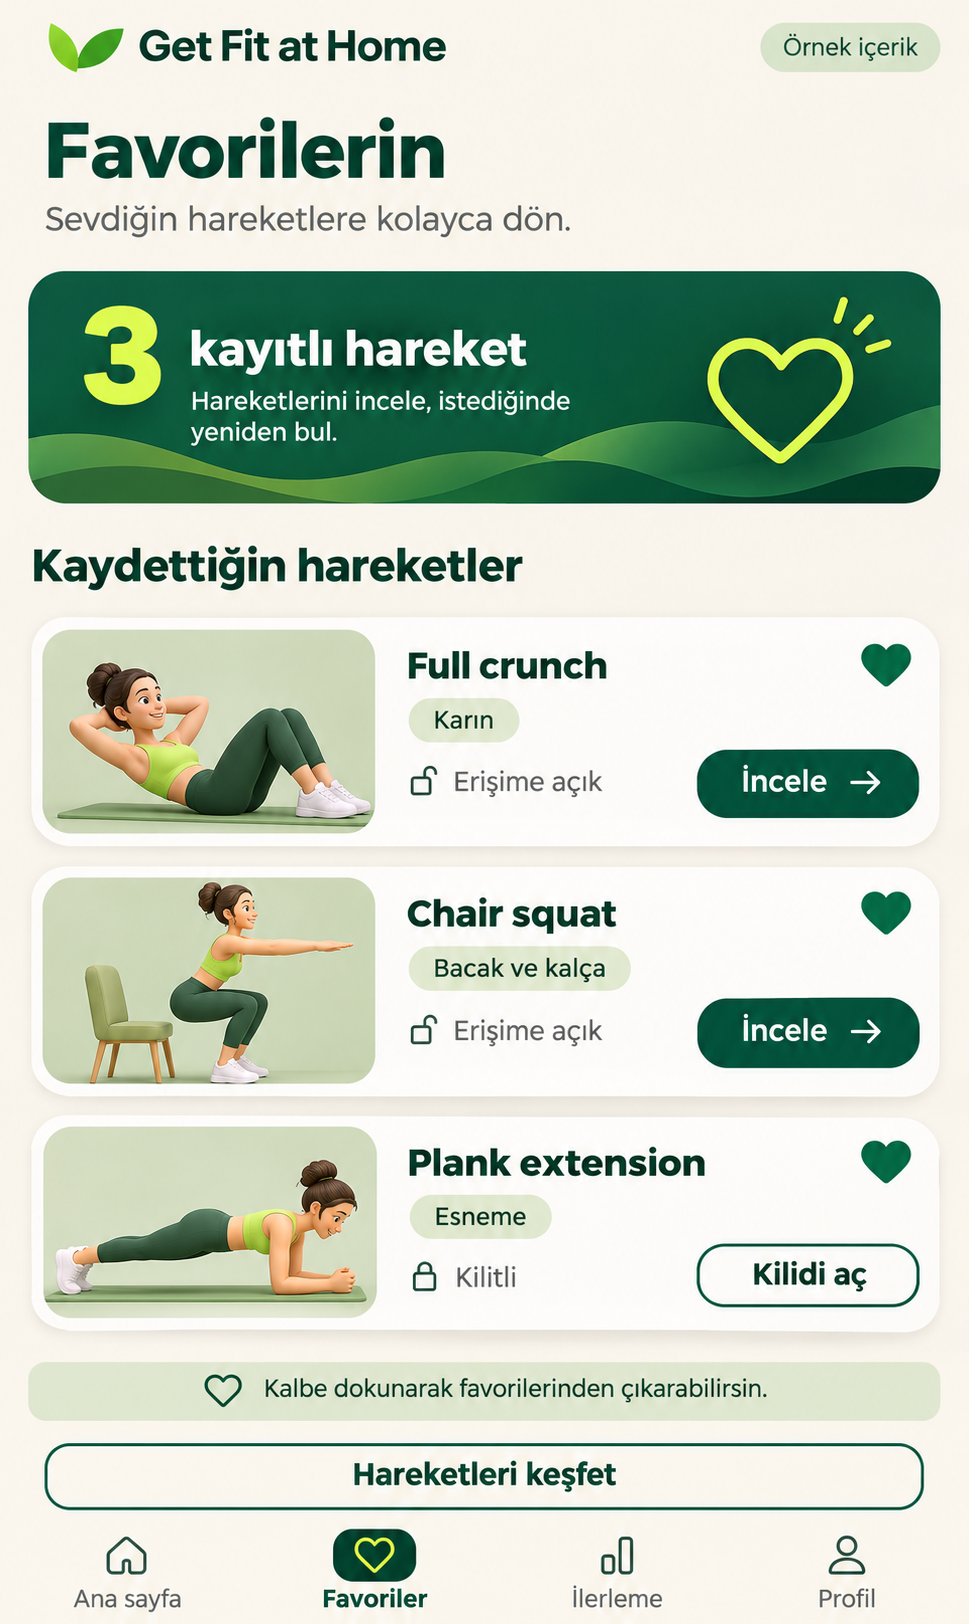 Get Fit at Home
Örnek içerik
Favorilerin
Sevdiğin hareketlere kolayca dön.
3
kayıtlı hareket
Hareketlerini incele, istediğinde
yeniden bul.
Kaydettiğin hareketler
Full crunch
Karın
Erişime açık
İncele
Chair squat
Bacak ve kalça
Erişime açık
İncele
Plank extension
Esneme
Kilitli
Kilidi aç
Kalbe dokunarak favorilerinden çıkarabilirsin.
Hareketleri keşfet
Ana sayfa
Favoriler
İlerleme
Profil